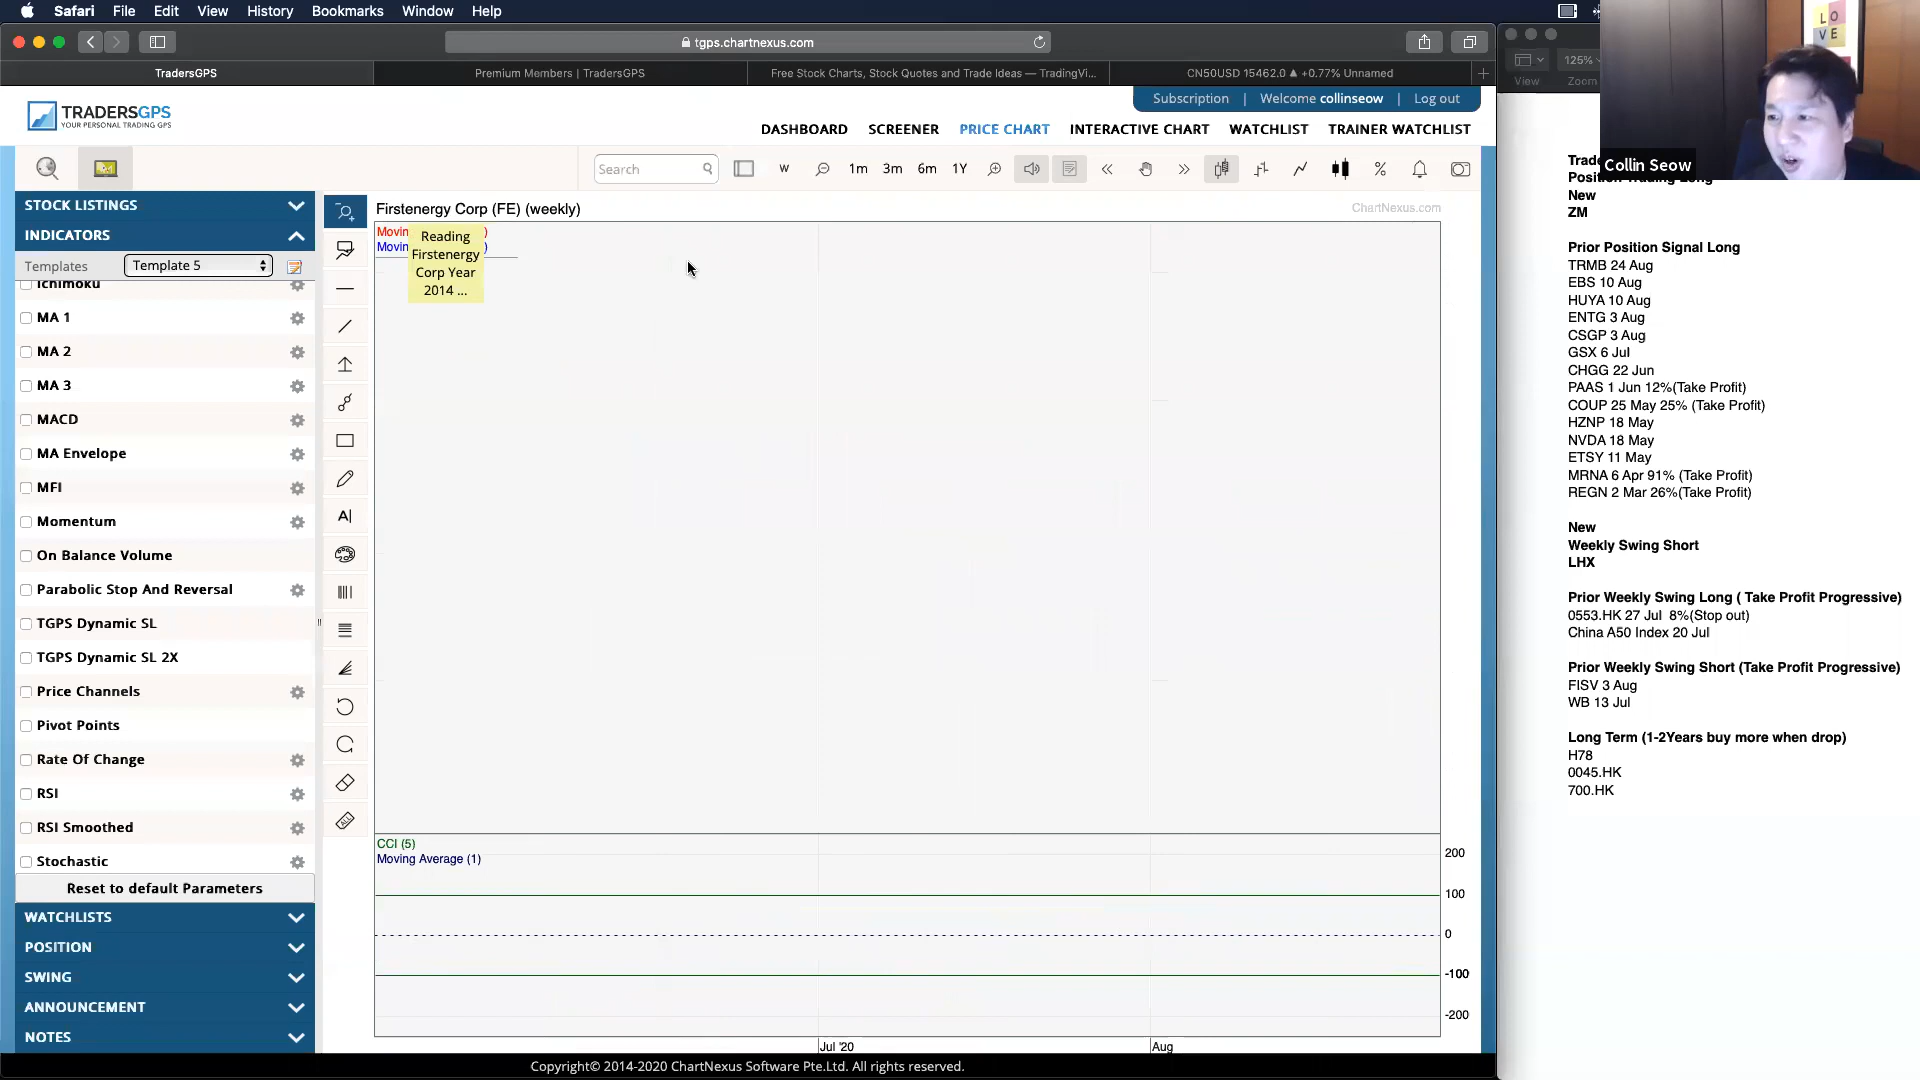 Safari File Edit View History Bookmarks Window Help
tgps.chartnexus.com
TradersGPS
Premium Members | TradersGPS
Free Stock Charts, Stock Quotes and Trade Ideas — TradingVi...
CN50USD 15462.0 ▲ +0.77% Unnamed
125%
View
Zoom
LOVE
Collin Seow
TRADERSGPS
YOUR PERSONAL TRADING GPS
Subscription | Welcome collinseow | Log out
DASHBOARD SCREENER PRICE CHART INTERACTIVE CHART WATCHLIST TRAINER WATCHLIST
Search
W
1m 3m 6m 1Y
%
STOCK LISTINGS
INDICATORS
Templates Template 5
Ichimoku
MA 1
MA 2
MA 3
MACD
MA Envelope
MFI
Momentum
On Balance Volume
Parabolic Stop And Reversal
TGPS Dynamic SL
TGPS Dynamic SL 2X
Price Channels
Pivot Points
Rate Of Change
RSI
RSI Smoothed
Stochastic
Reset to default Parameters
WATCHLISTS
POSITION
SWING
ANNOUNCEMENT
NOTES
A|
ALL
Firstenergy Corp (FE) (weekly)
ChartNexus.com
Movin )
Movin )
Reading
Firstenergy
Corp Year
2014 ...
CCI (5)
Moving Average (1)
200
100
0
-100
-200
Jul '20
Aug
Copyright© 2014-2020 ChartNexus Software Pte.Ltd. All rights reserved.
Position Trading Long
New
ZM
Prior Position Signal Long
TRMB 24 Aug
EBS 10 Aug
HUYA 10 Aug
ENTG 3 Aug
CSGP 3 Aug
GSX 6 Jul
CHGG 22 Jun
PAAS 1 Jun 12%(Take Profit)
COUP 25 May 25% (Take Profit)
HZNP 18 May
NVDA 18 May
ETSY 11 May
MRNA 6 Apr 91% (Take Profit)
REGN 2 Mar 26%(Take Profit)
New
Weekly Swing Short
LHX
Prior Weekly Swing Long ( Take Profit Progressive)
0553.HK 27 Jul 8%(Stop out)
China A50 Index 20 Jul
Prior Weekly Swing Short (Take Profit Progressive)
FISV 3 Aug
WB 13 Jul
Long Term (1-2Years buy more when drop)
H78
0045.HK
700.HK